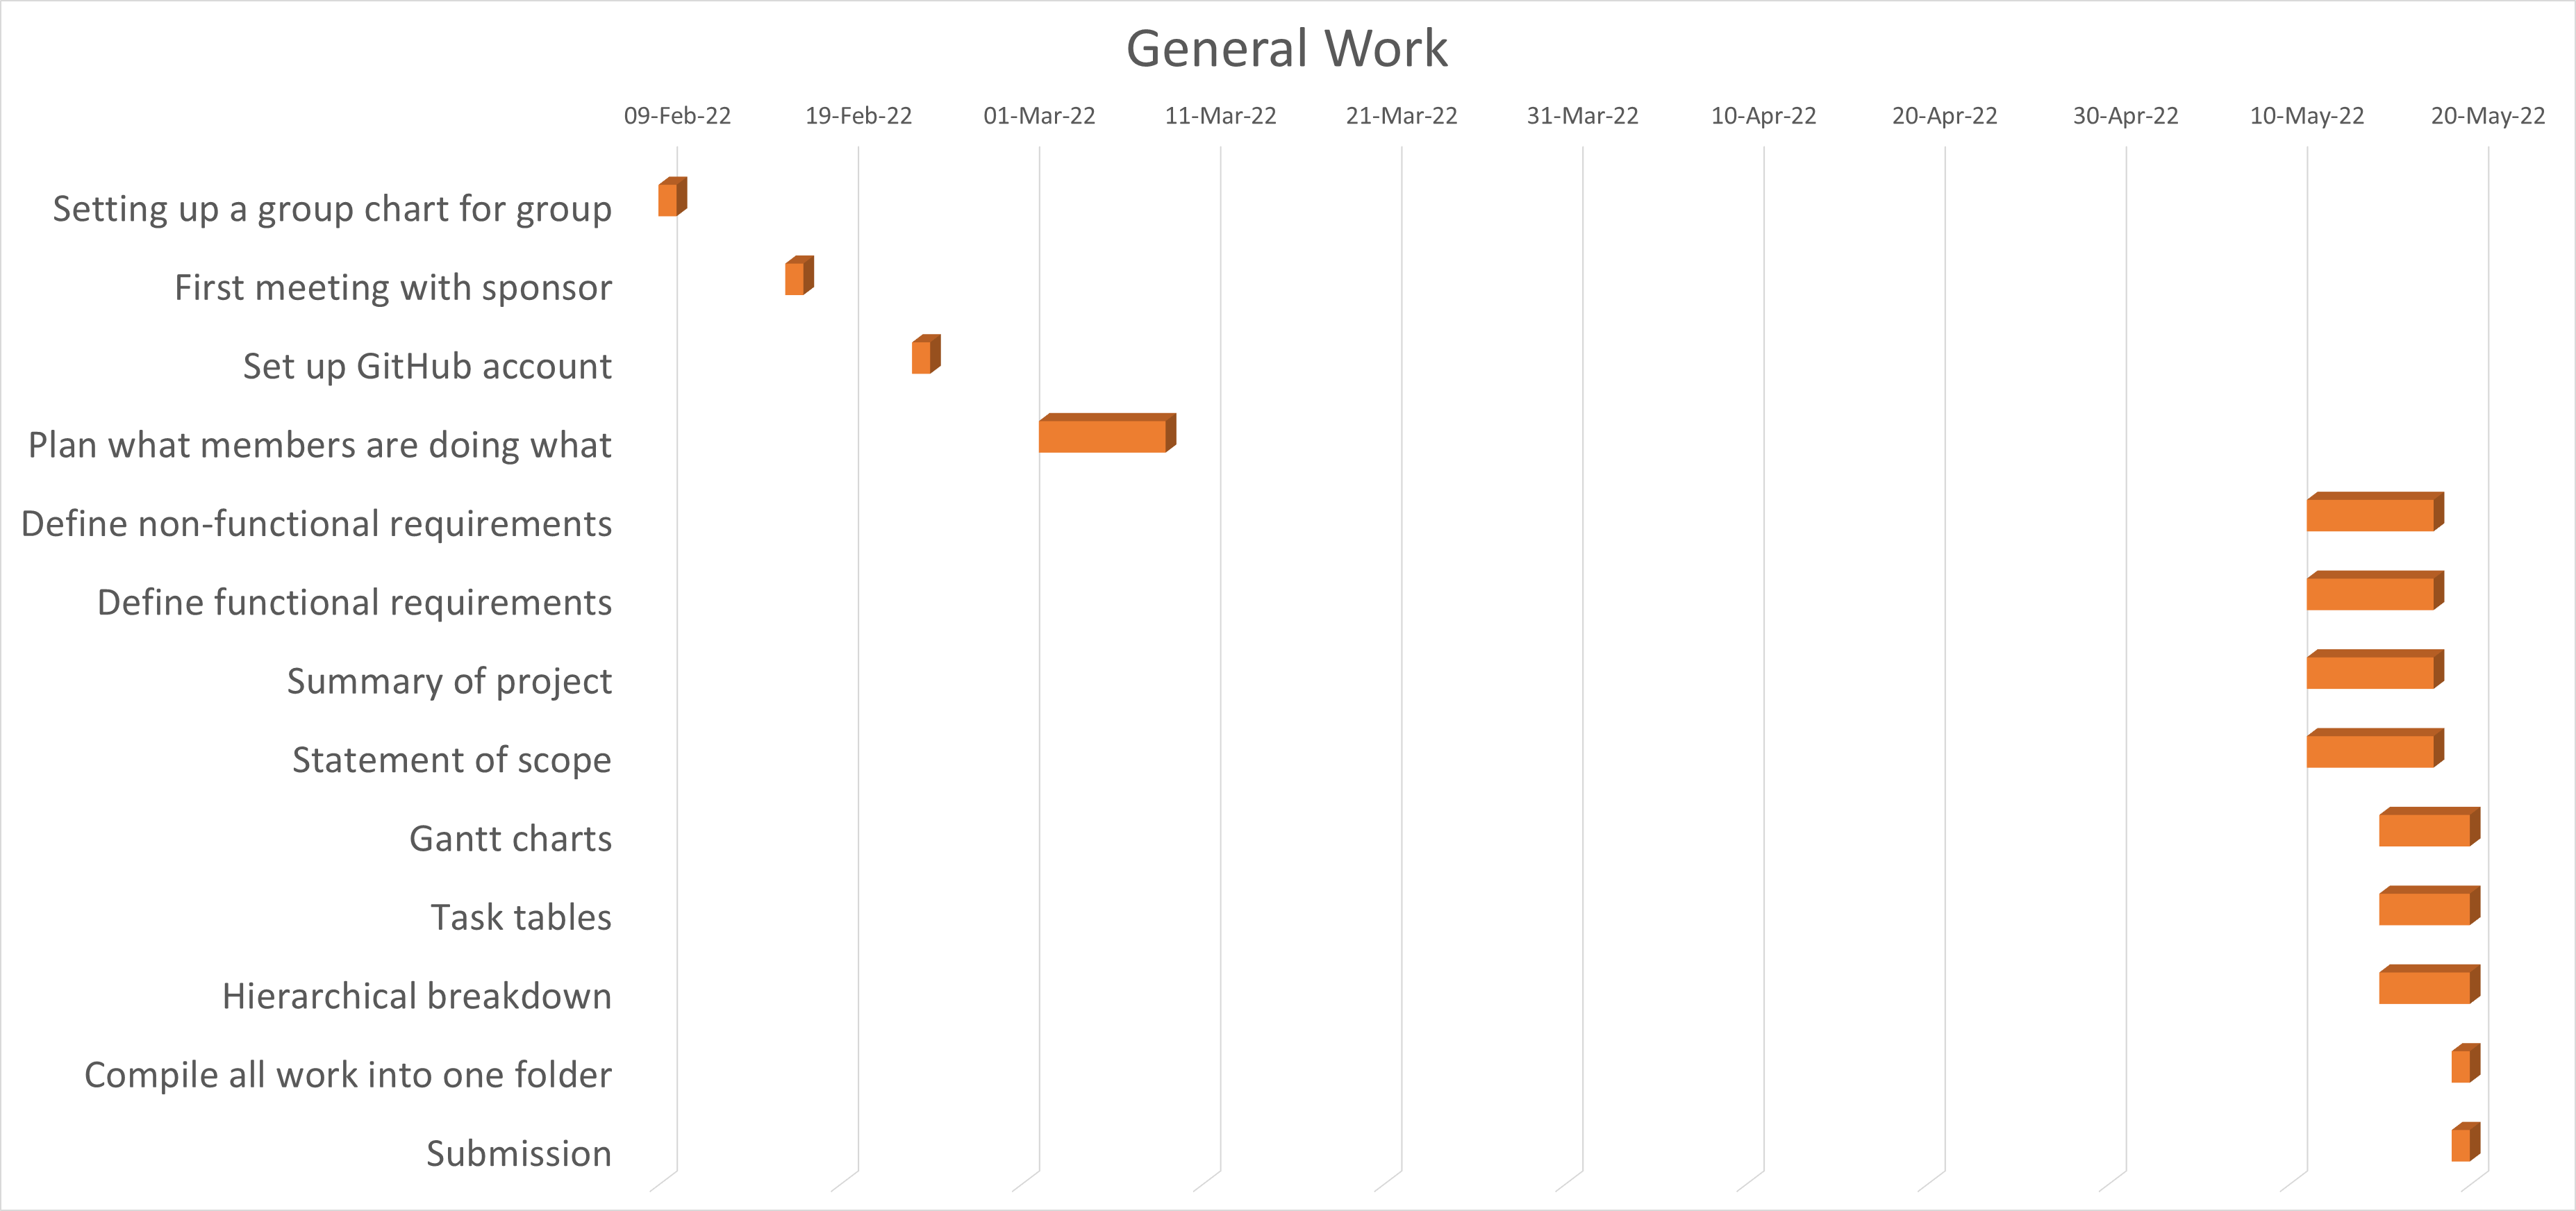 General Work
09-Feb-22 19-Feb-22 01-Mar-22 11-Mar-22 21-Mar-22 31-Mar-22 10-Apr-22 20-Apr-22 30-Apr-22 10-May-22 20-May-22
Setting up a group chart for group
First meeting with sponsor
Set up GitHub account
Plan what members are doing what
Define non-functional requirements
Define functional requirements
Summary of project
Statement of scope
Gantt charts
Task tables
Hierarchical breakdown
Compile all work into one folder
Submission